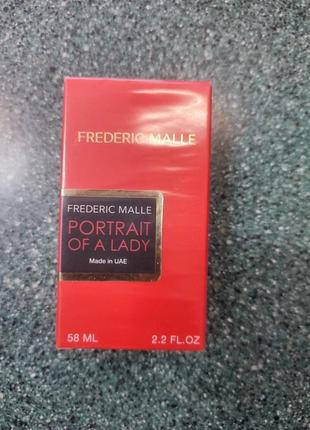 FREDERIC MALLE
FREDERIC MALLE
PORTRAIT
OF A LADY
Made in UAE
58 ML 2.2 FL.OZ